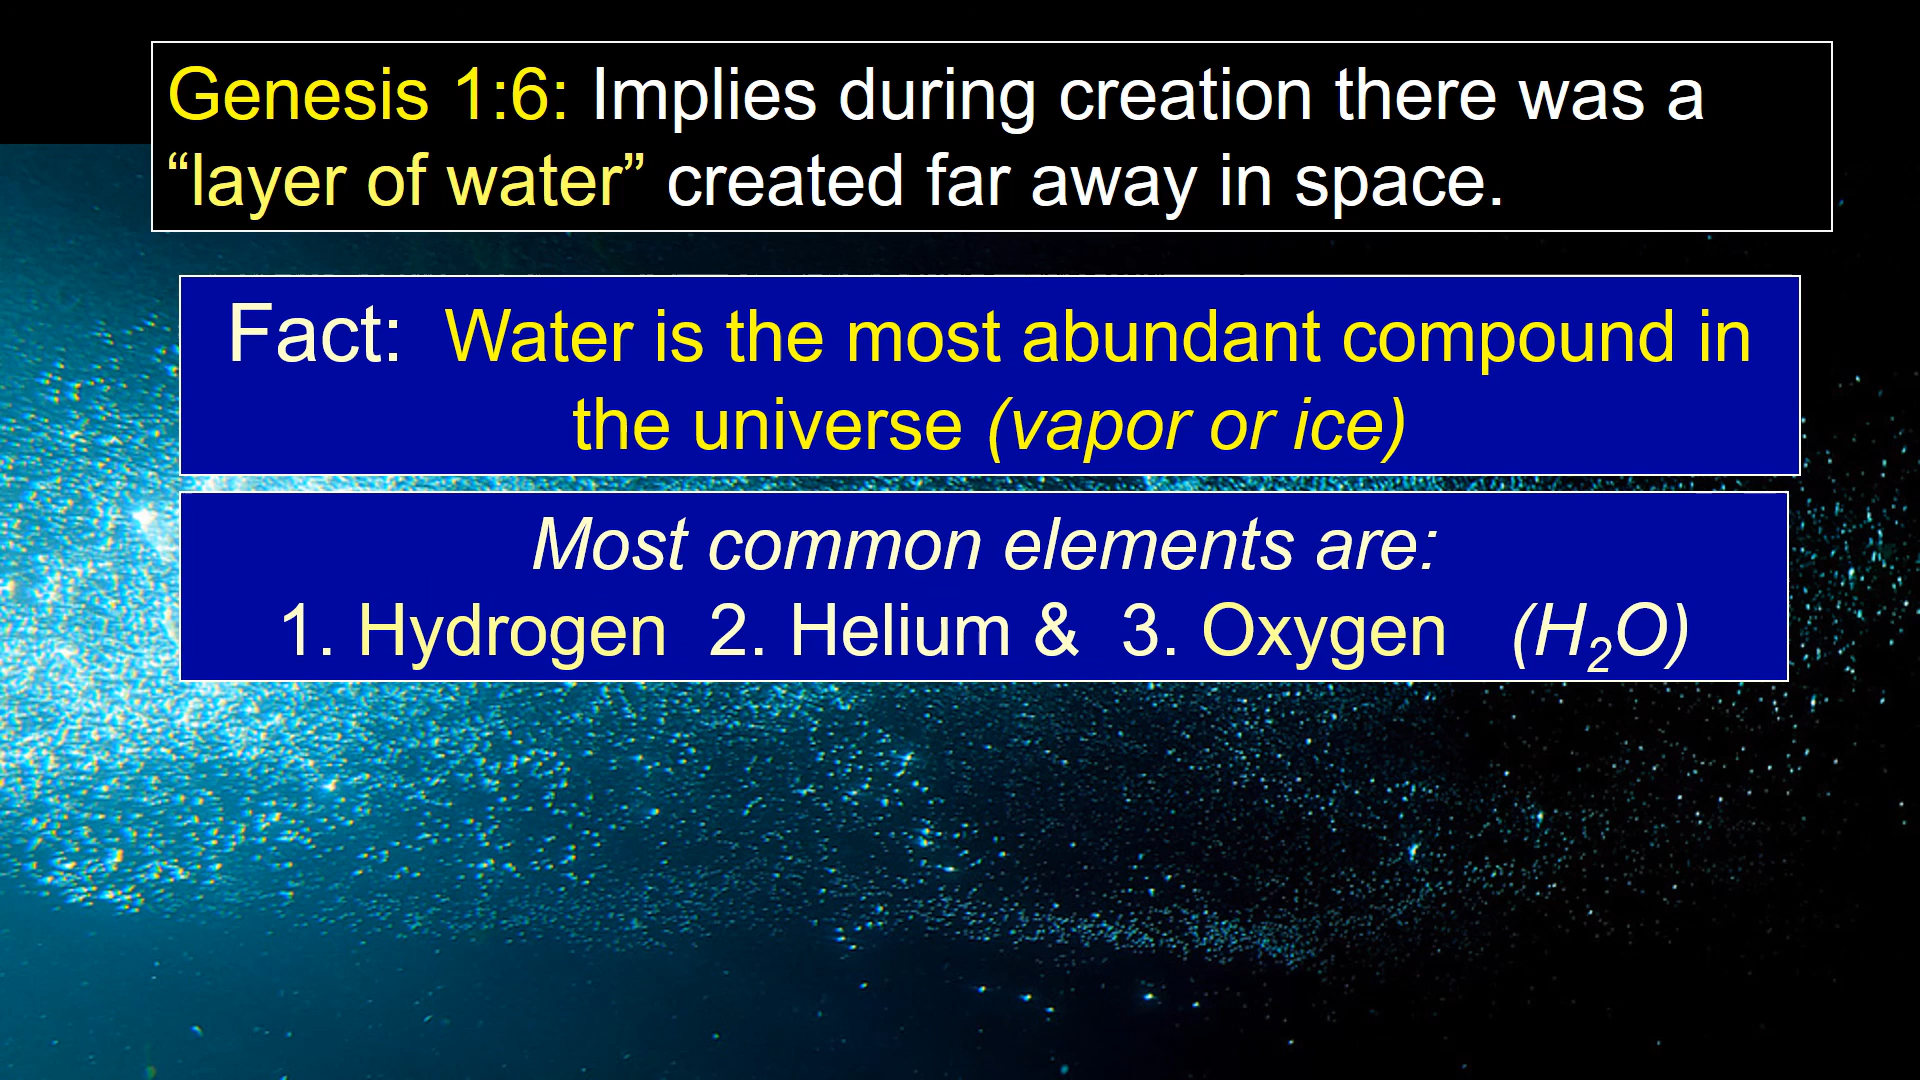 Genesis 1:6: Implies during creation there was a
“layer of water” created far away in space.
Fact: Water is the most abundant compound in
the universe (vapor or ice)
Most common elements are:
1. Hydrogen 2. Helium & 3. Oxygen (H₂O)